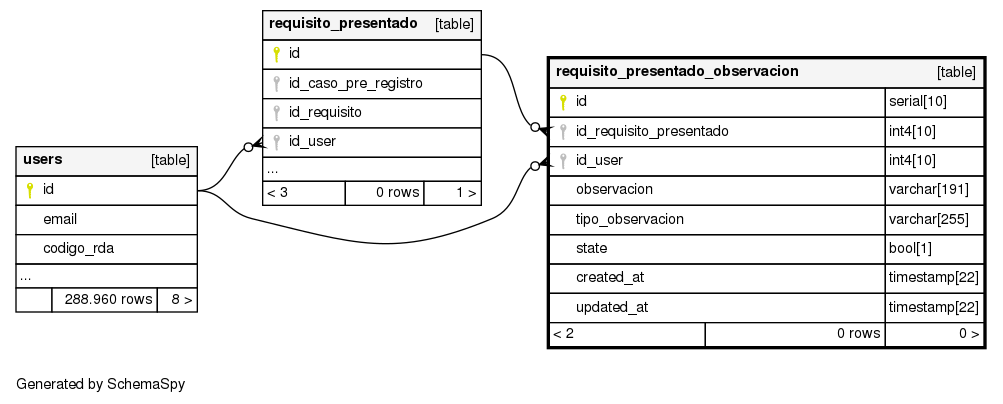 requisito_presentado [table]
id
id_caso_pre_registro
id_requisito
id_user
...
< 3 0 rows 1 >
requisito_presentado_observacion [table]
id serial[10]
id_requisito_presentado int4[10]
id_user int4[10]
observacion varchar[191]
tipo_observacion varchar[255]
state bool[1]
created_at timestamp[22]
updated_at timestamp[22]
< 2 0 rows 0 >
users [table]
id
email
codigo_rda
...
288.960 rows 8 >
Generated by SchemaSpy